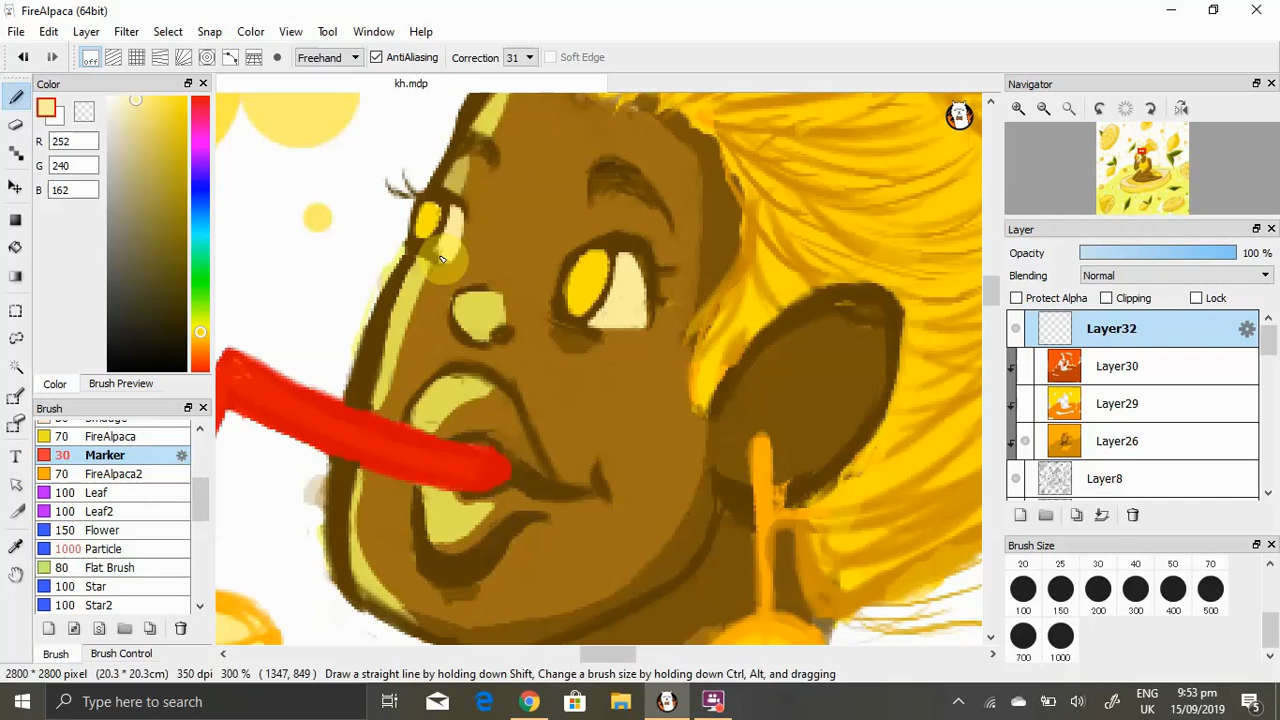 FireAlpaca (64bit)
File Edit Layer Filter Select Snap Color View Tool Window Help
off Freehand AntiAliasing Correction 31 Soft Edge
Color
kh.mdp
Navigator
R 252
G 240
B 162
Color Brush Preview
Brush
70 FireAlpaca
30 Marker
70 FireAlpaca2
100 Leaf
100 Leaf2
150 Flower
1000 Particle
80 Flat Brush
100 Star
100 Star2
Brush Brush Control
Layer
Opacity 100 %
Blending Normal
Protect Alpha Clipping Lock
Layer32
Layer30
Layer29
Layer26
Layer8
Brush Size
20 25 30 40 50 70
100 150 200 300 400 500
700 1000
2800 * 2800 pixel (20.3 * 20.3cm) 350 dpi 300 % ( 1347, 849 ) Draw a straight line by holding down Shift, Change a brush size by holding down Ctrl, Alt, and dragging
Type here to search
ENG
UK
9:53 pm
15/09/2019
5